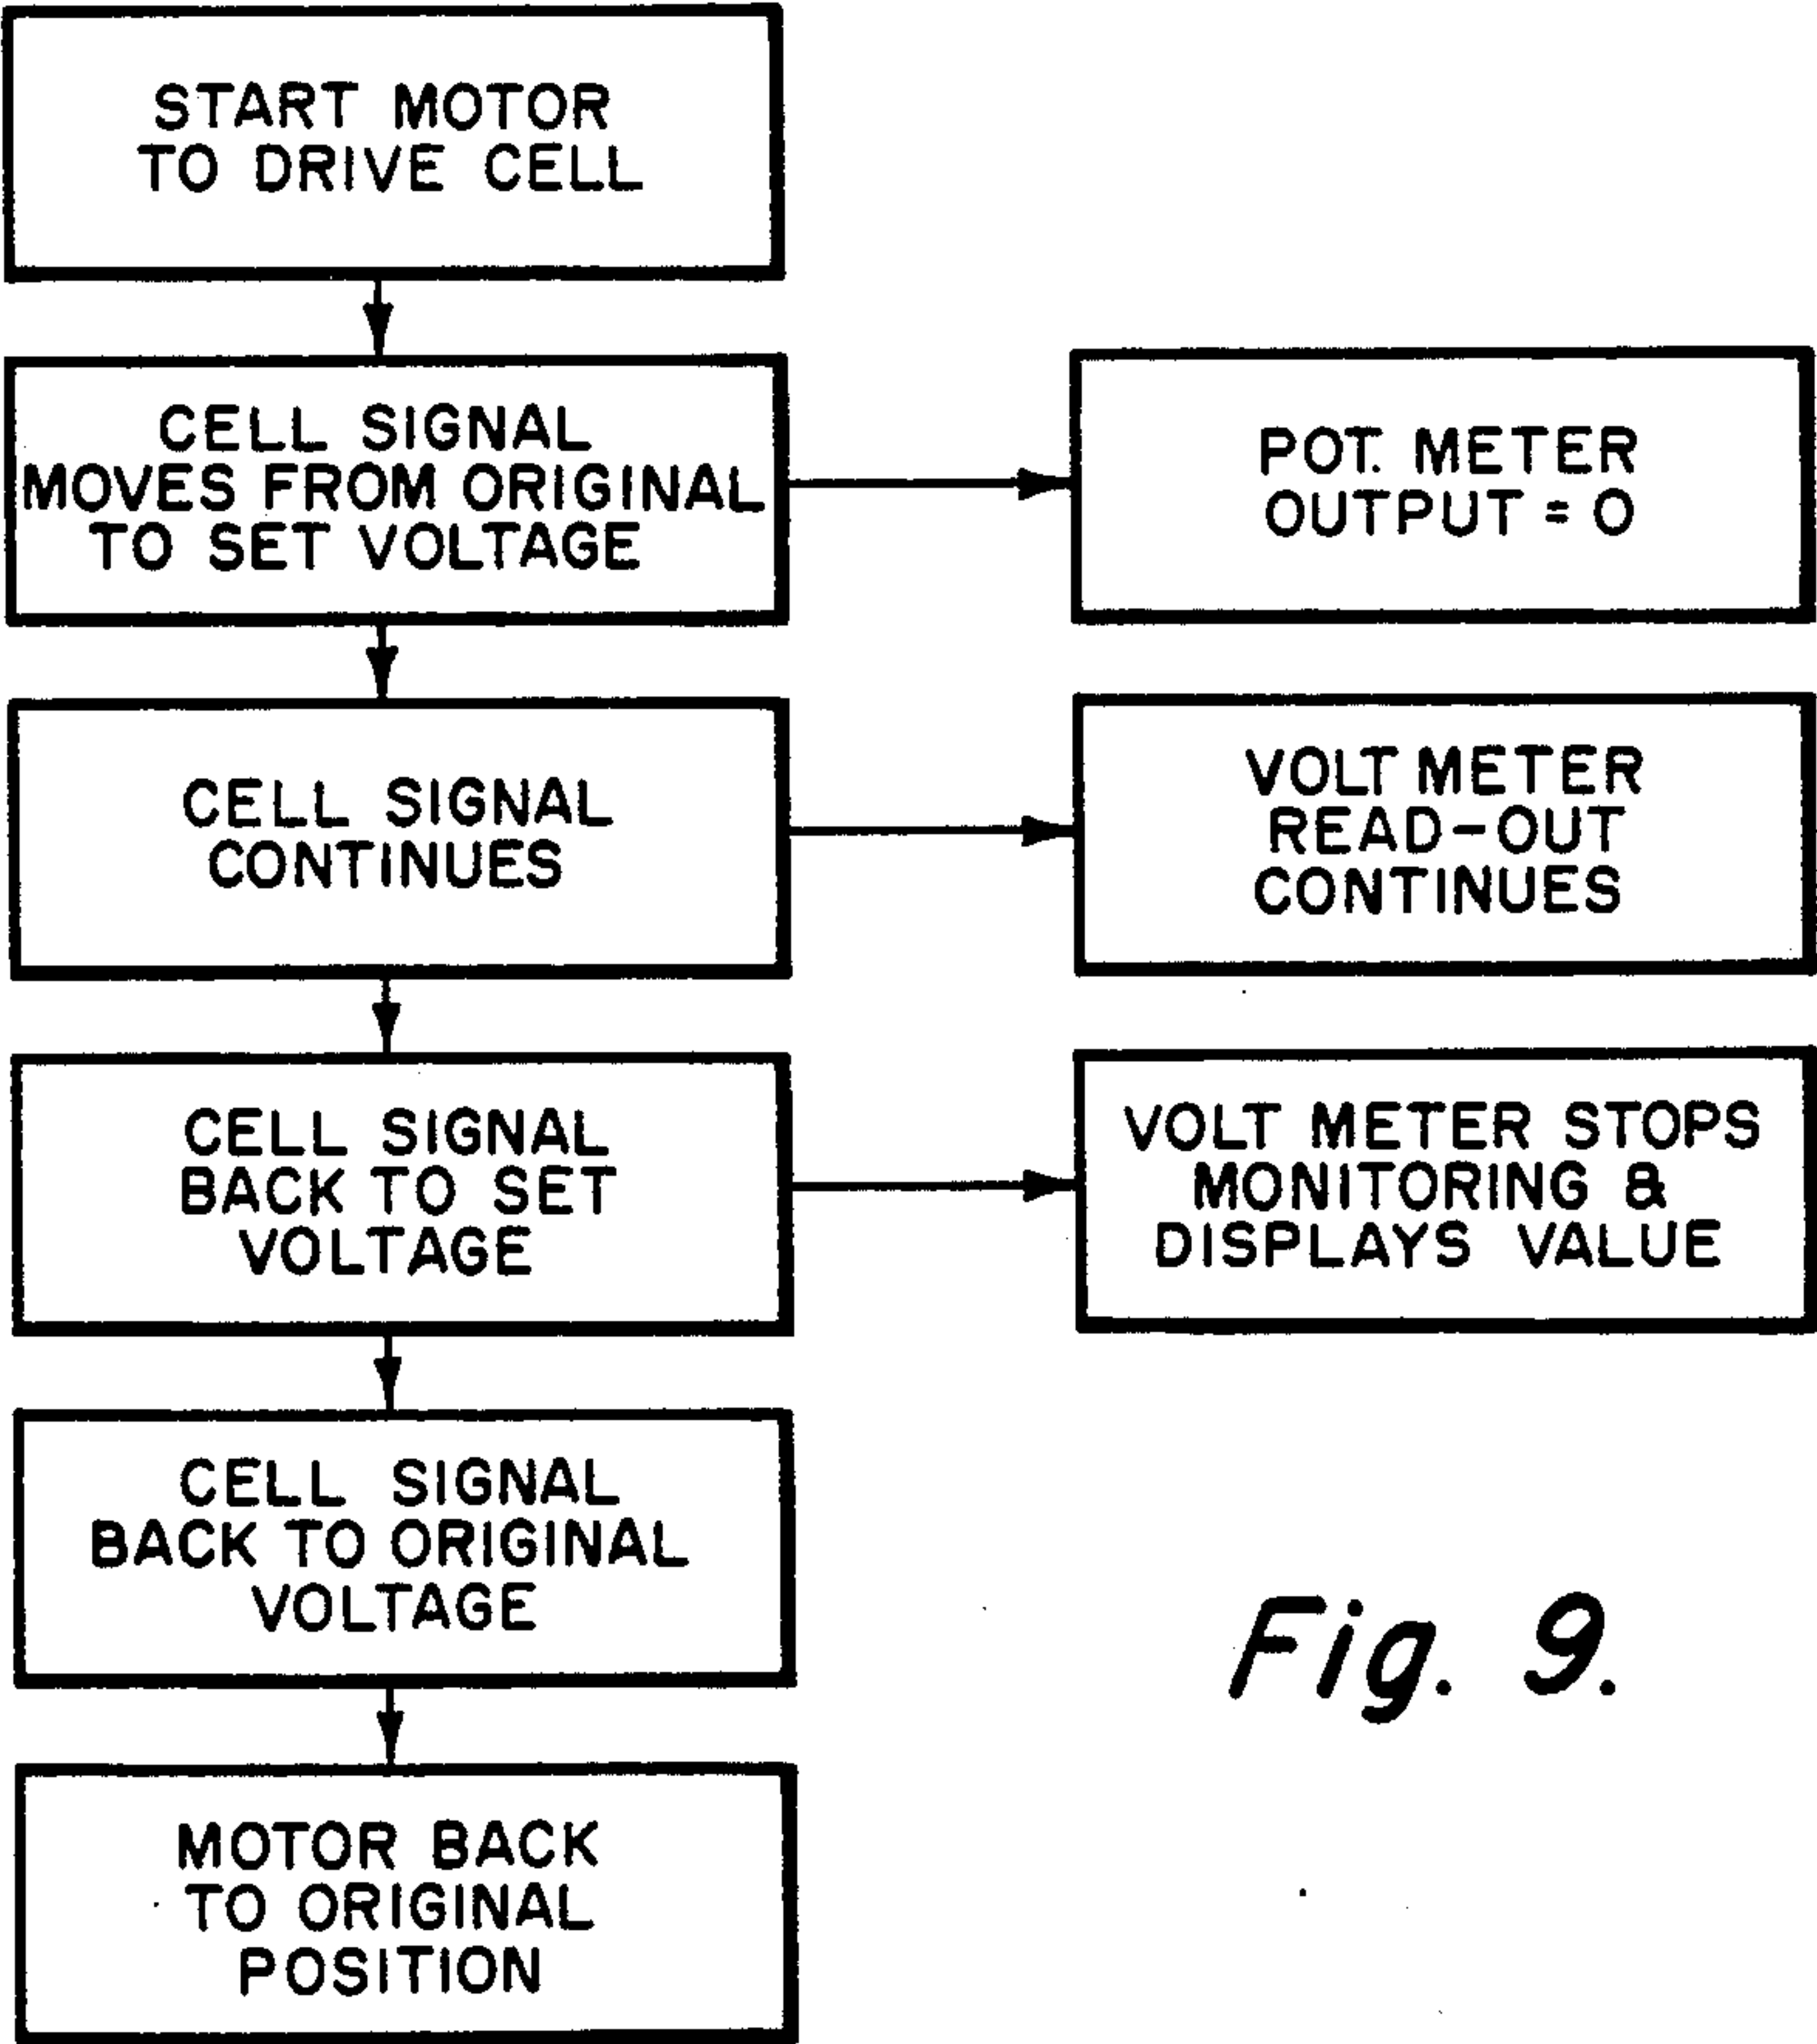 START MOTOR
TO DRIVE CELL
CELL SIGNAL
MOVES FROM ORIGINAL
TO SET VOLTAGE
POT. METER
OUTPUT = 0
CELL SIGNAL
CONTINUES
VOLT METER
READ-OUT
CONTINUES
CELL SIGNAL
BACK TO SET
VOLTAGE
VOLT METER STOPS
MONITORING &
DISPLAYS VALUE
CELL SIGNAL
BACK TO ORIGINAL
VOLTAGE
MOTOR BACK
TO ORIGINAL
POSITION
Fig. 9.